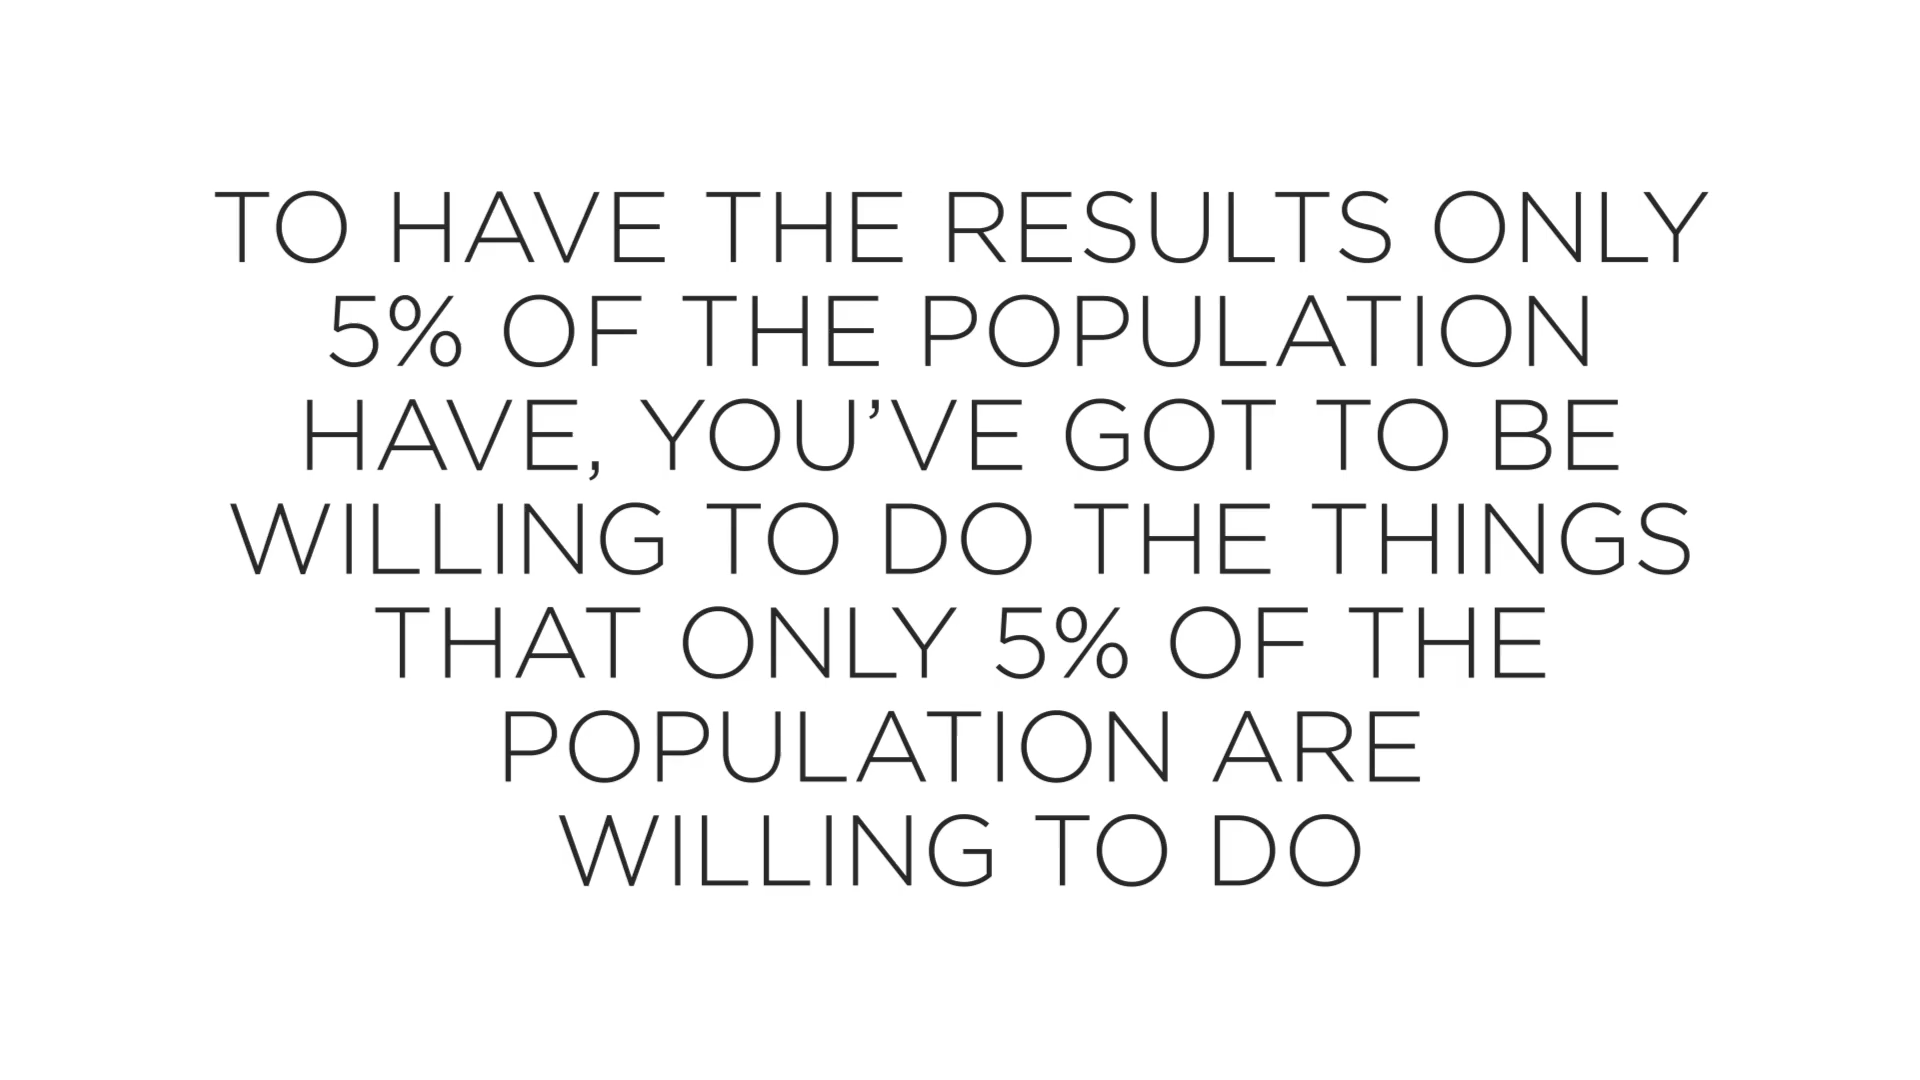 TO HAVE THE RESULTS ONLY
5% OF THE POPULATION
HAVE, YOU’VE GOT TO BE
WILLING TO DO THE THINGS
THAT ONLY 5% OF THE
POPULATION ARE
WILLING TO DO